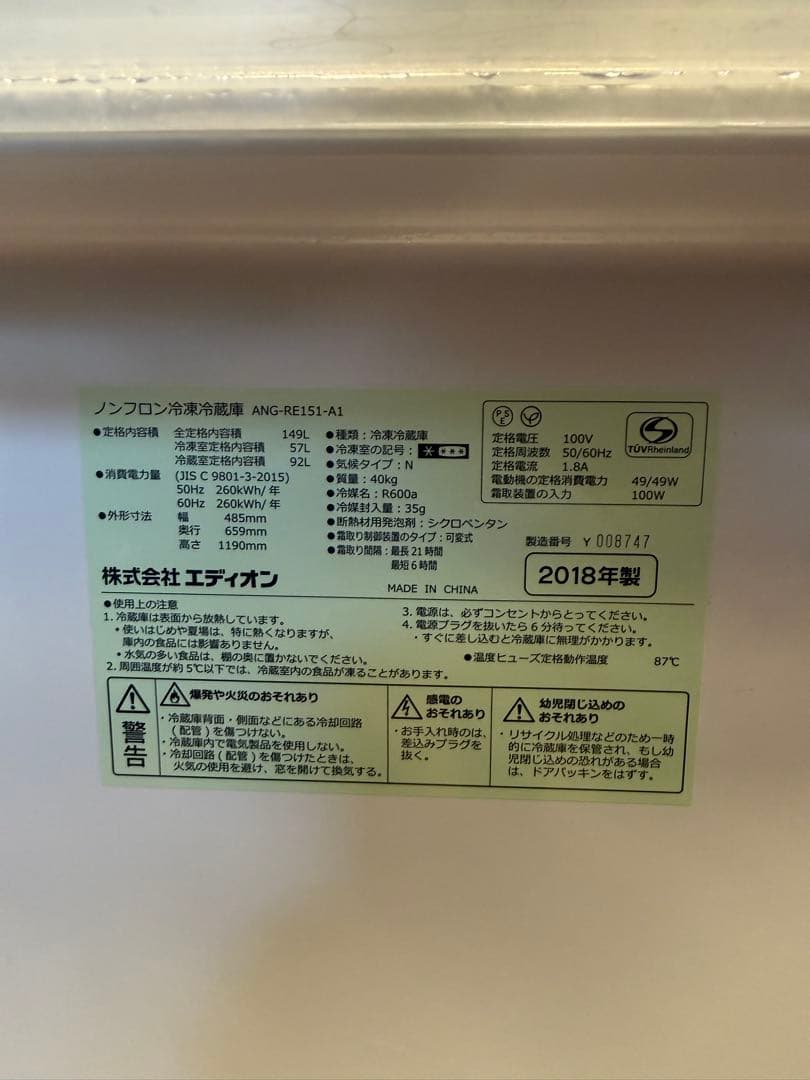 ノンフロン冷凍冷蔵庫 ANG-RE151-A1
●定格内容積 全定格内容積 149L
冷凍室定格内容積 57L
冷蔵室定格内容積 92L
●消費電力量 (JIS C 9801-3-2015)
50Hz 260kWh/年
60Hz 260kWh/年
●外形寸法 幅 485mm
奥行 659mm
高さ 1190mm
●種類：冷凍冷蔵庫
●冷凍室の記号：
●気候タイプ：N
●質量：40kg
●冷媒名：R600a
●冷媒封入量：35g
●断熱材用発泡剤：シクロペンタン
●霜取り制御装置のタイプ：可変式
●霜取り間隔：最長 21 時間
最短 6 時間
PSE
定格電圧 100V
定格周波数 50/60Hz
定格電流 1.8A
電動機の定格消費電力 49/49W
霜取装置の入力 100W
TÜVRheinland
製造番号 Y 008747
株式会社 エディオン
MADE IN CHINA
2018年製
●使用上の注意
1. 冷蔵庫は表面から放熱しています。
・使いはじめや夏場は、特に熱くなりますが、
庫内の食品には影響ありません。
・水気の多い食品は、棚の奥に置かないでください。
2. 周囲温度が約 5℃以下では、冷蔵室内の食品が凍ることがあります。
3. 電源は、必ずコンセントからとってください。
4. 電源プラグを抜いたら 6 分待ってください。
・すぐに差し込むと冷蔵庫に無理がかかります。
●温度ヒューズ定格動作温度 87℃
警告
爆発や火災のおそれあり
・冷蔵庫背面・側面などにある冷却回路
(配管) を傷つけない。
・冷蔵庫内で電気製品を使用しない。
・冷却回路 (配管) を傷つけたときは、
火気の使用を避け、窓を開けて換気する。
感電の
おそれあり
・お手入れ時のは、
差込みプラグを
抜く。
幼児閉じ込めの
おそれあり
・リサイクル処理などのため一時
的に冷蔵庫を保管され、もし幼
児閉じ込めの恐れがある場合
は、ドアパッキンをはずす。